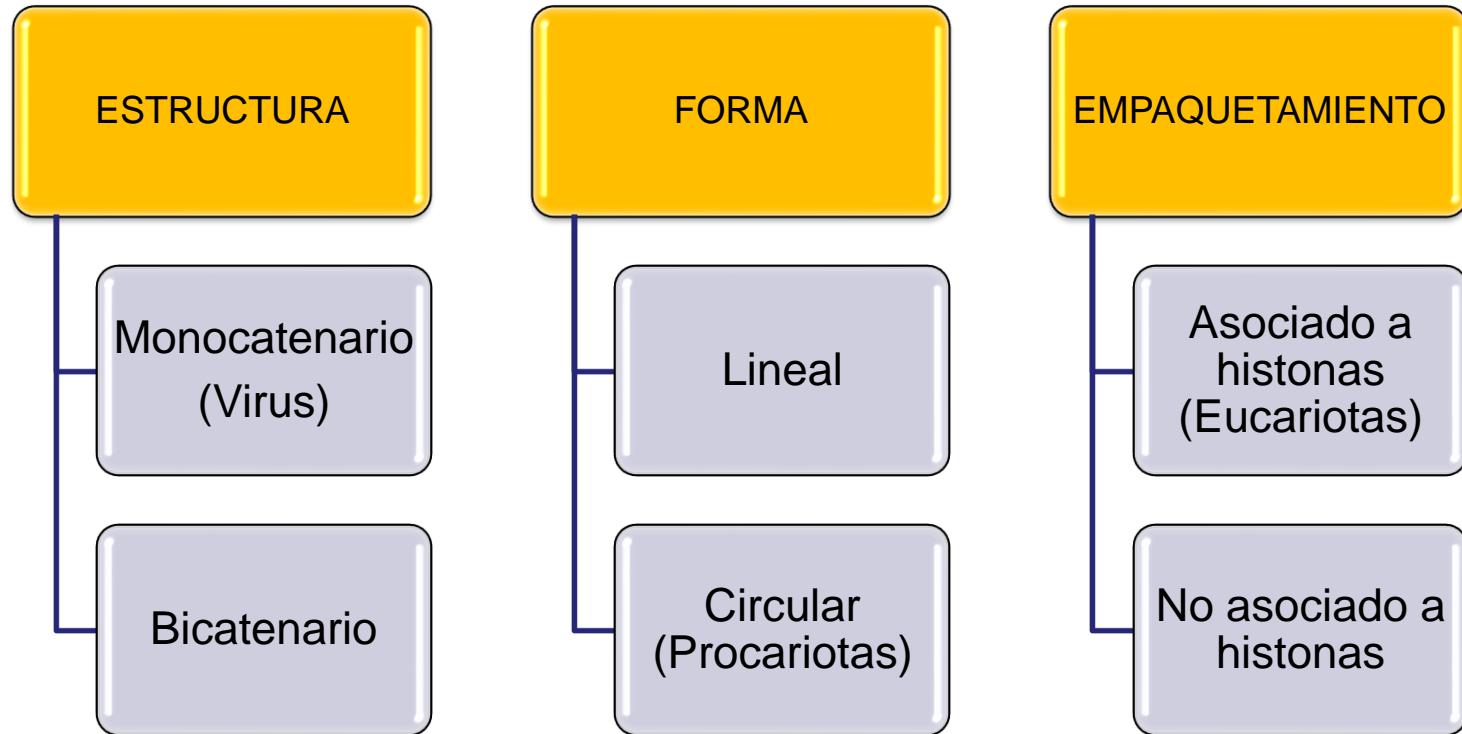 ESTRUCTURA
Monocatenario
(Virus)
Bicatenario
FORMA
Lineal
Circular
(Procariotas)
EMPAQUETAMIENTO
Asociado a
histonas
(Eucariotas)
No asociado a
histonas